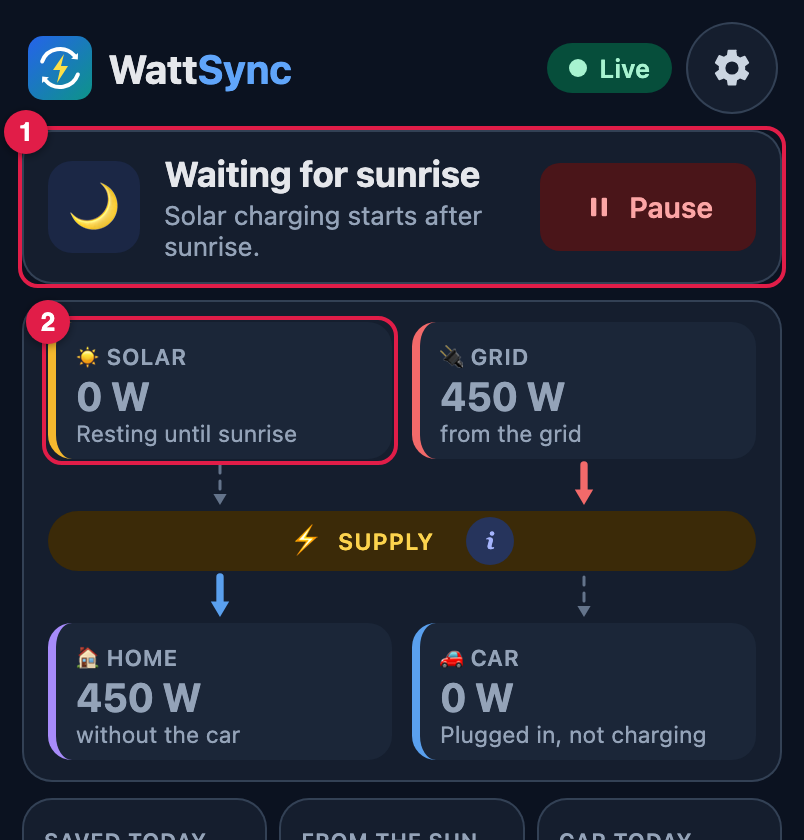 WattSync
Live
1
Waiting for sunrise
Solar charging starts after
sunrise.
Pause
2
SOLAR
0 W
Resting until sunrise
GRID
450 W
from the grid
SUPPLY
i
HOME
450 W
without the car
CAR
0 W
Plugged in, not charging
SAVED TODAY
FROM THE SUN
CAR TODAY